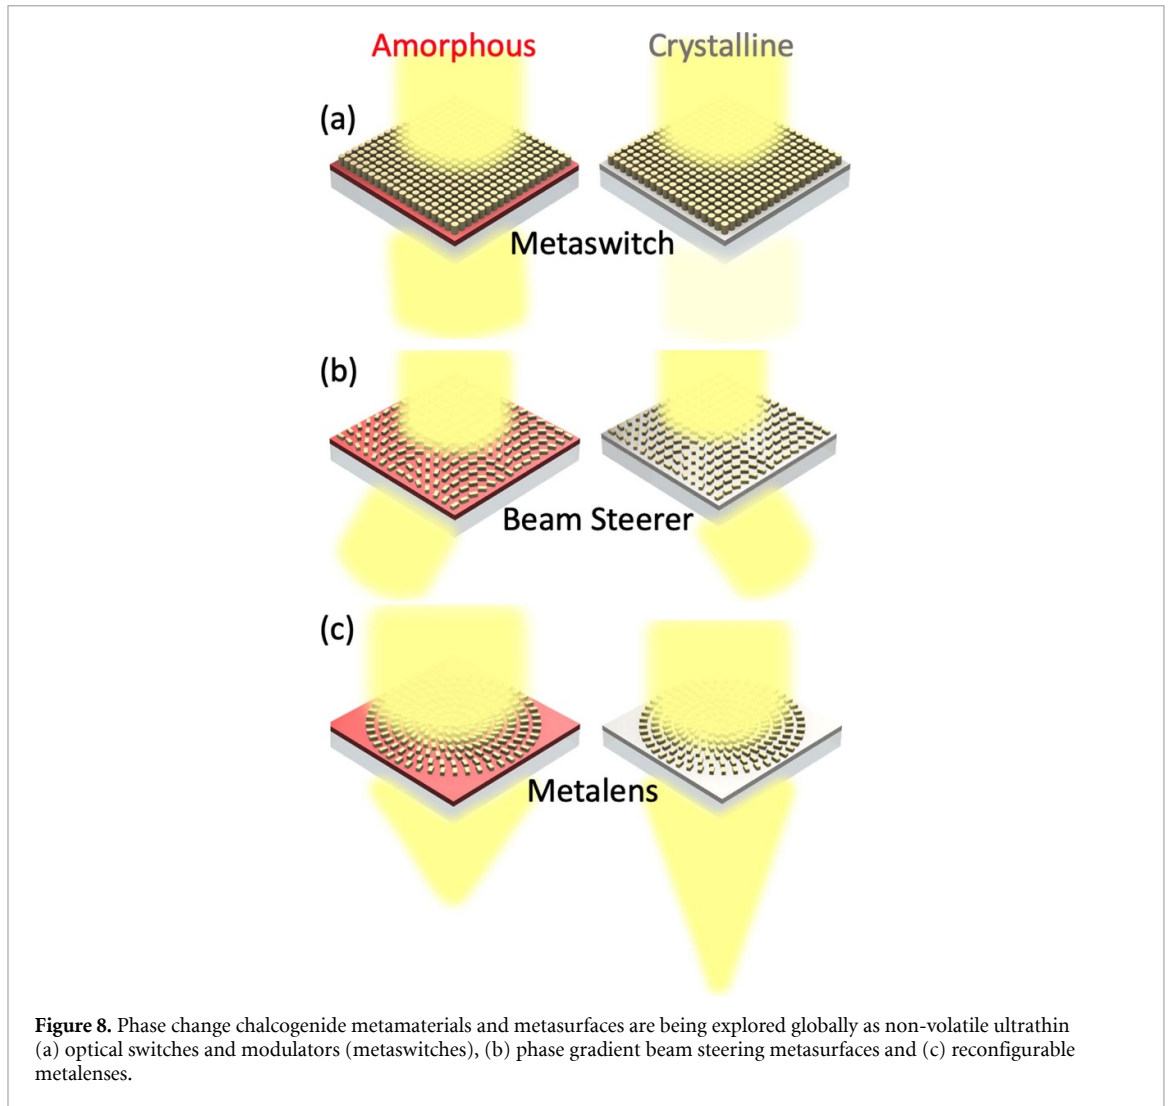 Amorphous Crystalline
(a)
Metaswitch
(b)
Beam Steerer
(c)
Metalens
Figure 8. Phase change chalcogenide metamaterials and metasurfaces are being explored globally as non-volatile ultrathin
(a) optical switches and modulators (metaswitches), (b) phase gradient beam steering metasurfaces and (c) reconfigurable
metalenses.